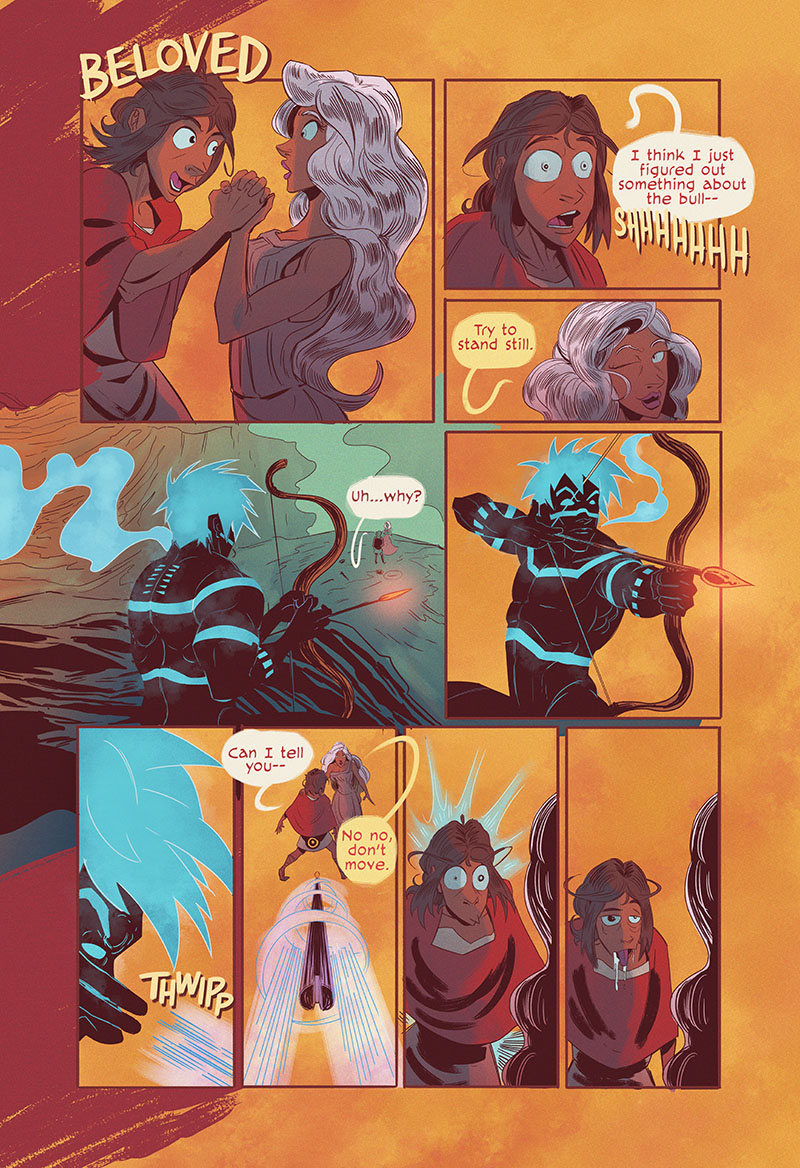 BELOVED
I think I just
figured out
something about
the bull--
SHHHHHHH
Try to
stand still.
Uh...why?
THWIPP
Can I tell
you--
No no,
don't
move.